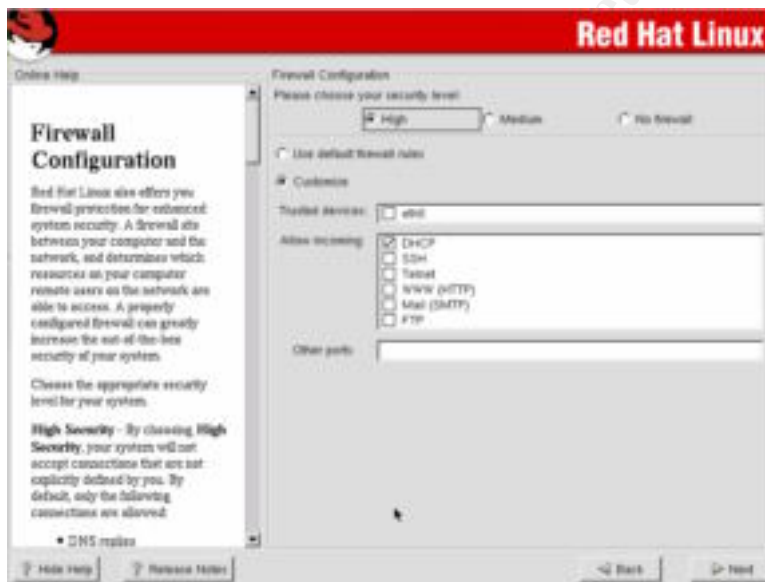 Red Hat Linux
Online Help
Firewall
Configuration
Red Hat Linux also offers you
firewall protection for enhanced
system security. A firewall sits
between your computer and the
network, and determines which
resources on your computer
remote users on the network are
able to access. A properly
configured firewall can greatly
increase the out-of-the-box
security of your system.
Choose the appropriate security
level for your system.
High Security - By choosing High
Security, your system will not
accept connections that are not
explicitly defined by you. By
default, only the following
connections are allowed:
• DNS replies
Firewall Configuration
Please choose your security level:
High
Medium
No firewall
Use default firewall rules
Customize
Trusted devices:
eth0
Allow incoming:
DHCP
SSH
Telnet
WWW (HTTP)
Mail (SMTP)
FTP
Other ports:
Hide Help
Release Notes
Back
Next